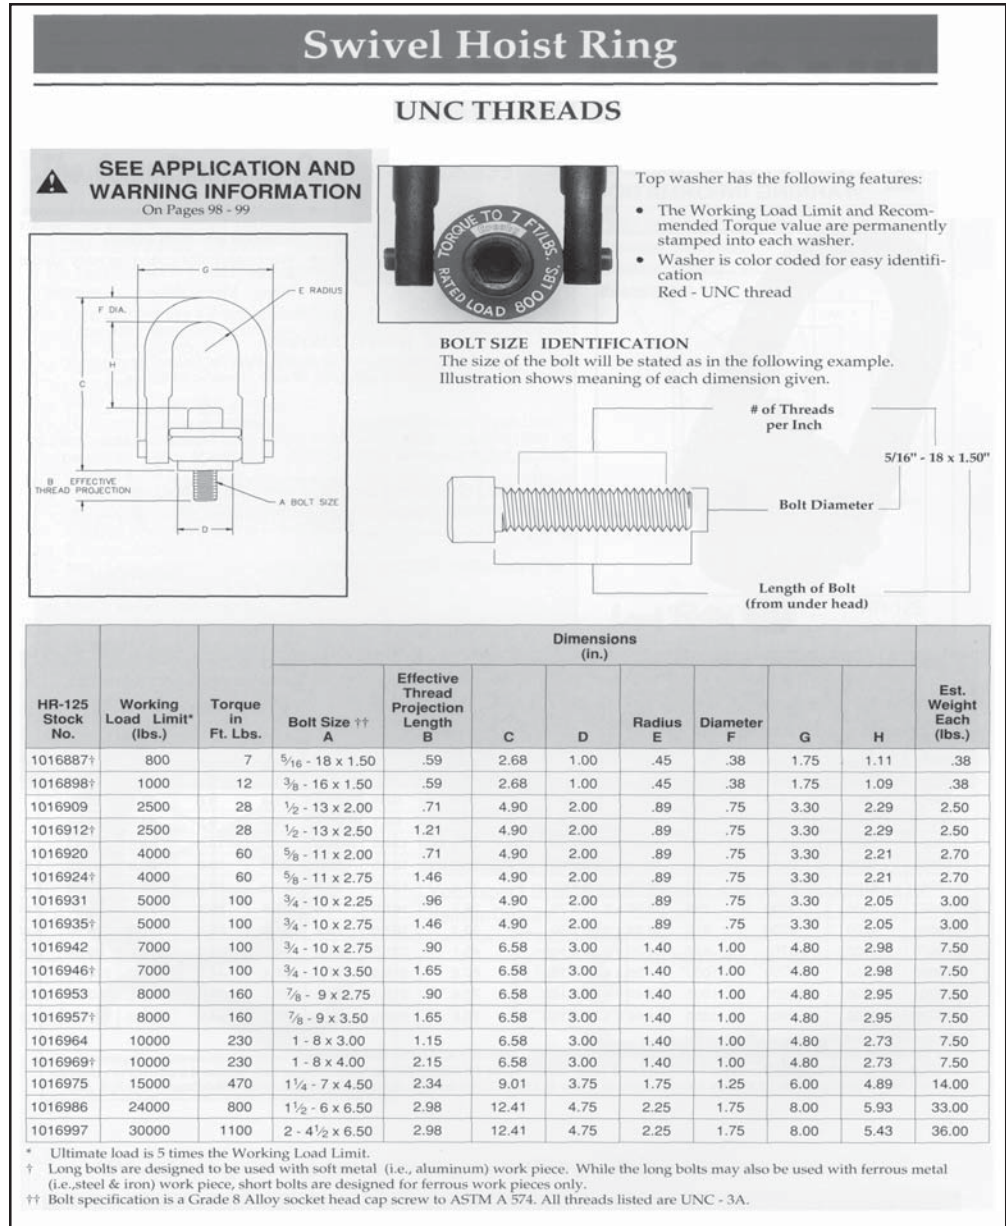 Swivel Hoist Ring
UNC THREADS
SEE APPLICATION AND
WARNING INFORMATION
On Pages 98 - 99
G
E RADIUS
F DIA.
H
C
B EFFECTIVE
THREAD PROJECTION
A BOLT SIZE
D
TORQUE TO 7 FT/LBS.
RATED LOAD 800 LBS.
Top washer has the following features:
• The Working Load Limit and Recom-
mended Torque value are permanently
stamped into each washer.
• Washer is color coded for easy identifi-
cation
Red - UNC thread
BOLT SIZE IDENTIFICATION
The size of the bolt will be stated as in the following example.
Illustration shows meaning of each dimension given.
# of Threads
per Inch
5/16" - 18 x 1.50"
Bolt Diameter
Length of Bolt
(from under head)
HR-125 Stock No. Working Load Limit* (lbs.) Torque in Ft. Lbs. Dimensions (in.) Est. Weight Each (lbs.)
Bolt Size †† A Effective Thread Projection Length B C D Radius E Diameter F G H
1016887† 800 7 5/16 - 18 x 1.50 .59 2.68 1.00 .45 .38 1.75 1.11 .38
1016898† 1000 12 3/8 - 16 x 1.50 .59 2.68 1.00 .45 .38 1.75 1.09 .38
1016909 2500 28 1/2 - 13 x 2.00 .71 4.90 2.00 .89 .75 3.30 2.29 2.50
1016912† 2500 28 1/2 - 13 x 2.50 1.21 4.90 2.00 .89 .75 3.30 2.29 2.50
1016920 4000 60 5/8 - 11 x 2.00 .71 4.90 2.00 .89 .75 3.30 2.21 2.70
1016924† 4000 60 5/8 - 11 x 2.75 1.46 4.90 2.00 .89 .75 3.30 2.21 2.70
1016931 5000 100 3/4 - 10 x 2.25 .96 4.90 2.00 .89 .75 3.30 2.05 3.00
1016935† 5000 100 3/4 - 10 x 2.75 1.46 4.90 2.00 .89 .75 3.30 2.05 3.00
1016942 7000 100 3/4 - 10 x 2.75 .90 6.58 3.00 1.40 1.00 4.80 2.98 7.50
1016946† 7000 100 3/4 - 10 x 3.50 1.65 6.58 3.00 1.40 1.00 4.80 2.98 7.50
1016953 8000 160 7/8 - 9 x 2.75 .90 6.58 3.00 1.40 1.00 4.80 2.95 7.50
1016957† 8000 160 7/8 - 9 x 3.50 1.65 6.58 3.00 1.40 1.00 4.80 2.95 7.50
1016964 10000 230 1 - 8 x 3.00 1.15 6.58 3.00 1.40 1.00 4.80 2.73 7.50
1016969† 10000 230 1 - 8 x 4.00 2.15 6.58 3.00 1.40 1.00 4.80 2.73 7.50
1016975 15000 470 1 1/4 - 7 x 4.50 2.34 9.01 3.75 1.75 1.25 6.00 4.89 14.00
1016986 24000 800 1 1/2 - 6 x 6.50 2.98 12.41 4.75 2.25 1.75 8.00 5.93 33.00
1016997 30000 1100 2 - 4 1/2 x 6.50 2.98 12.41 4.75 2.25 1.75 8.00 5.43 36.00
* Ultimate load is 5 times the Working Load Limit.
† Long bolts are designed to be used with soft metal (i.e., aluminum) work piece. While the long bolts may also be used with ferrous metal
(i.e.,steel & iron) work piece, short bolts are designed for ferrous work pieces only.
†† Bolt specification is a Grade 8 Alloy socket head cap screw to ASTM A 574. All threads listed are UNC - 3A.